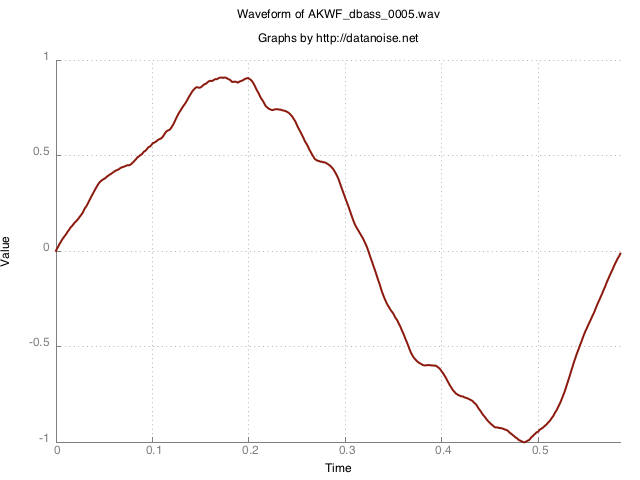 Waveform of AKWF_dbass_0005.wav
Graphs by http://datanoise.net
1
0.5
0
-0.5
-1
Value
0 0.1 0.2 0.3 0.4 0.5
Time